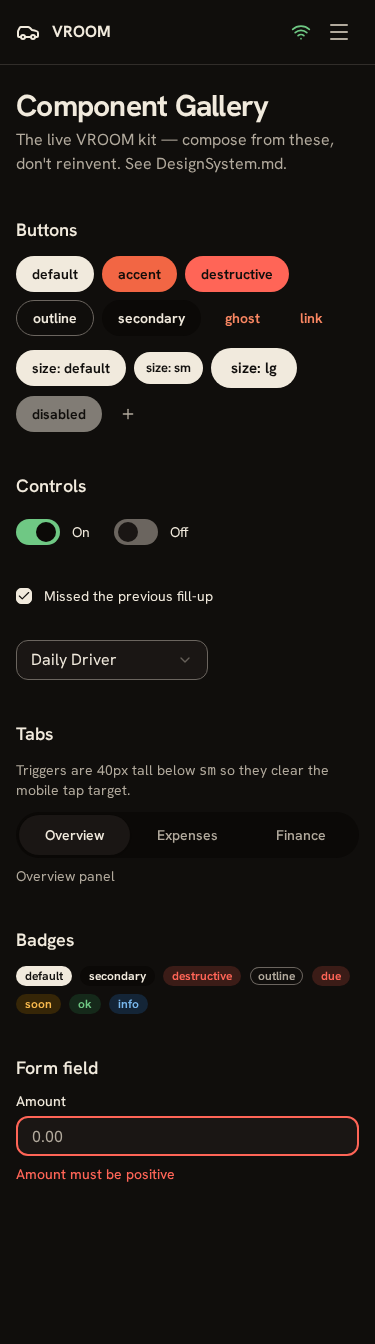 VROOM
Component Gallery
The live VROOM kit — compose from these,
don't reinvent. See DesignSystem.md.
Buttons
default accent destructive
outline secondary ghost link
size: default size: sm size: lg
disabled +
Controls
On Off
Missed the previous fill-up
Daily Driver
Tabs
Triggers are 40px tall below sm so they clear the
mobile tap target.
Overview Expenses Finance
Overview panel
Badges
default secondary destructive outline due
soon ok info
Form field
Amount
0.00
Amount must be positive